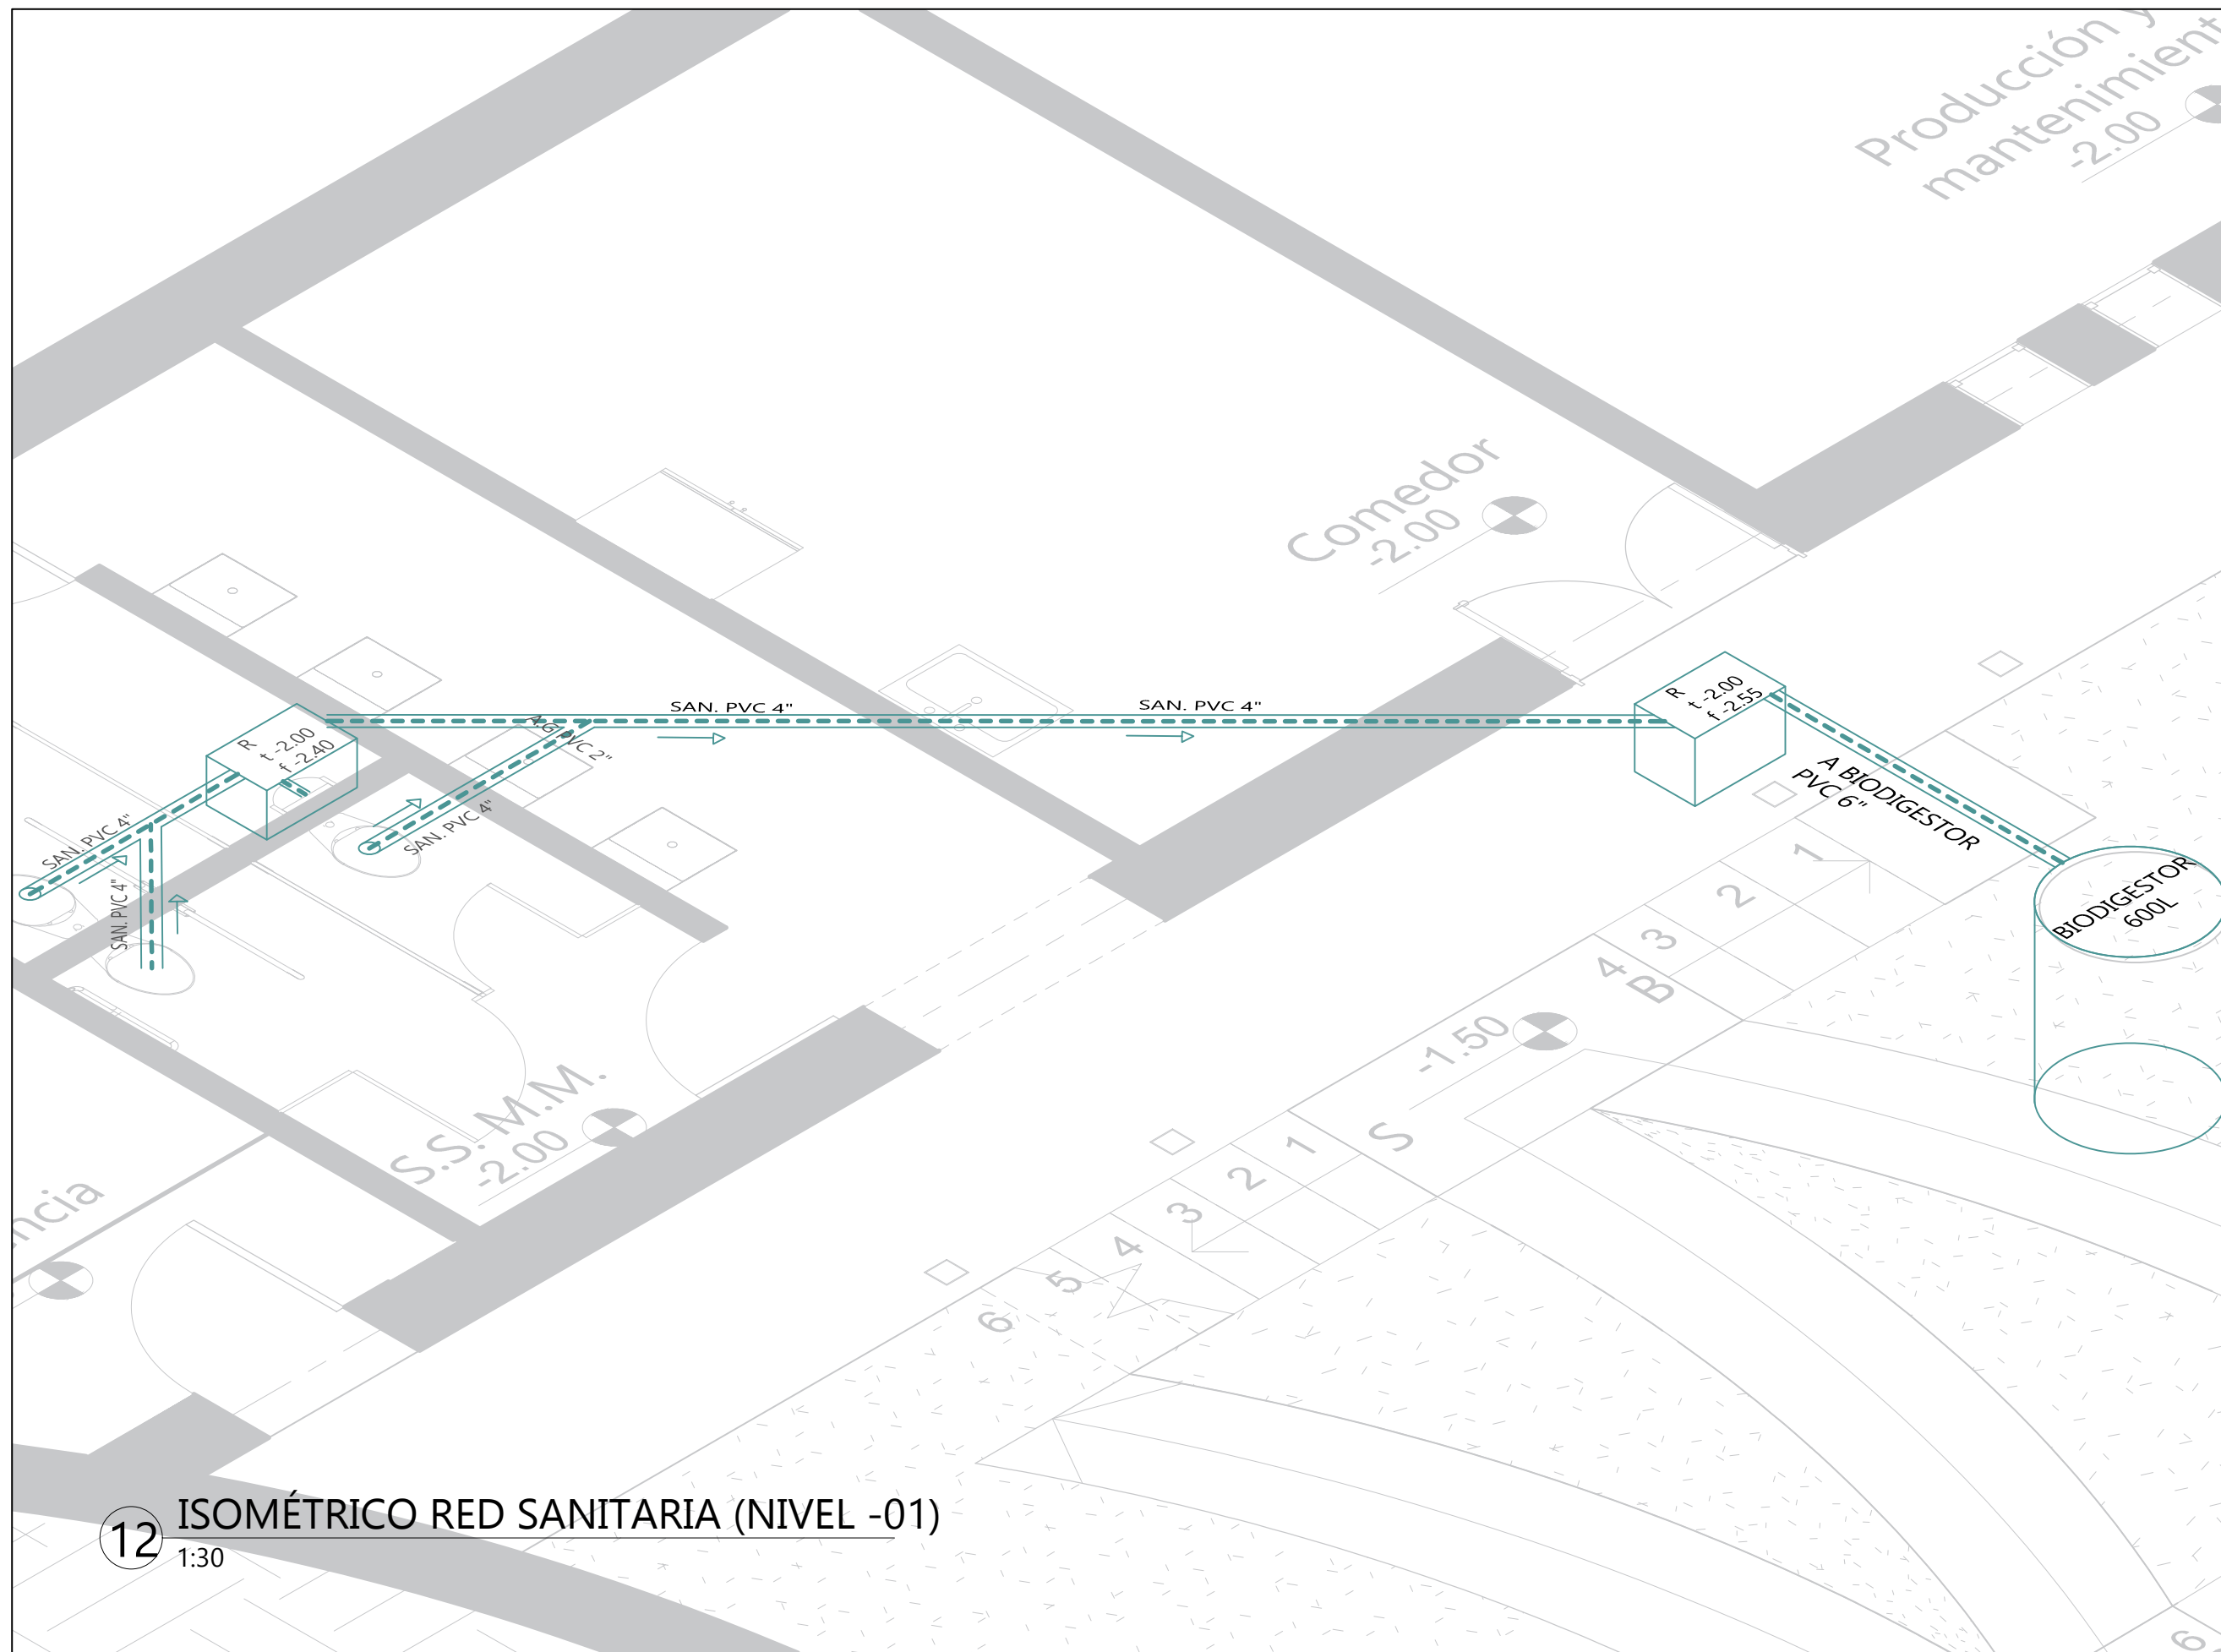 Producción y
mantenimient
-2.00
Comedor
-2.00
SAN. PVC 4"
SAN. PVC 4"
R
t -2.00
f -2.55
R
t -2.00
f -2.40
A.G. PVC 2"
SAN. PVC 4"
SAN. PVC 4"
SAN. PVC 4"
A BIODIGESTOR
PVC 6"
BIODIGESTOR
600L
1
2
3
4
B
-1.50
S
1
2
3
4
5
6
S.S. M.M.
-2.00
ncia
12
ISOMÉTRICO RED SANITARIA (NIVEL -01)
1:30
6